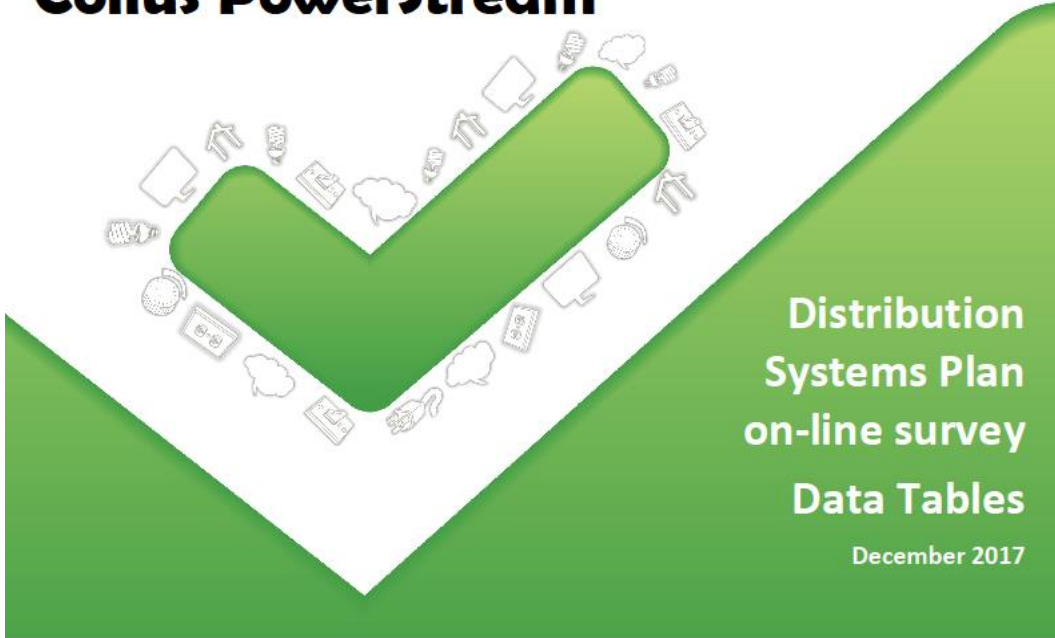 Collus PowerStream
Distribution
Systems Plan
on-line survey
Data Tables
December 2017